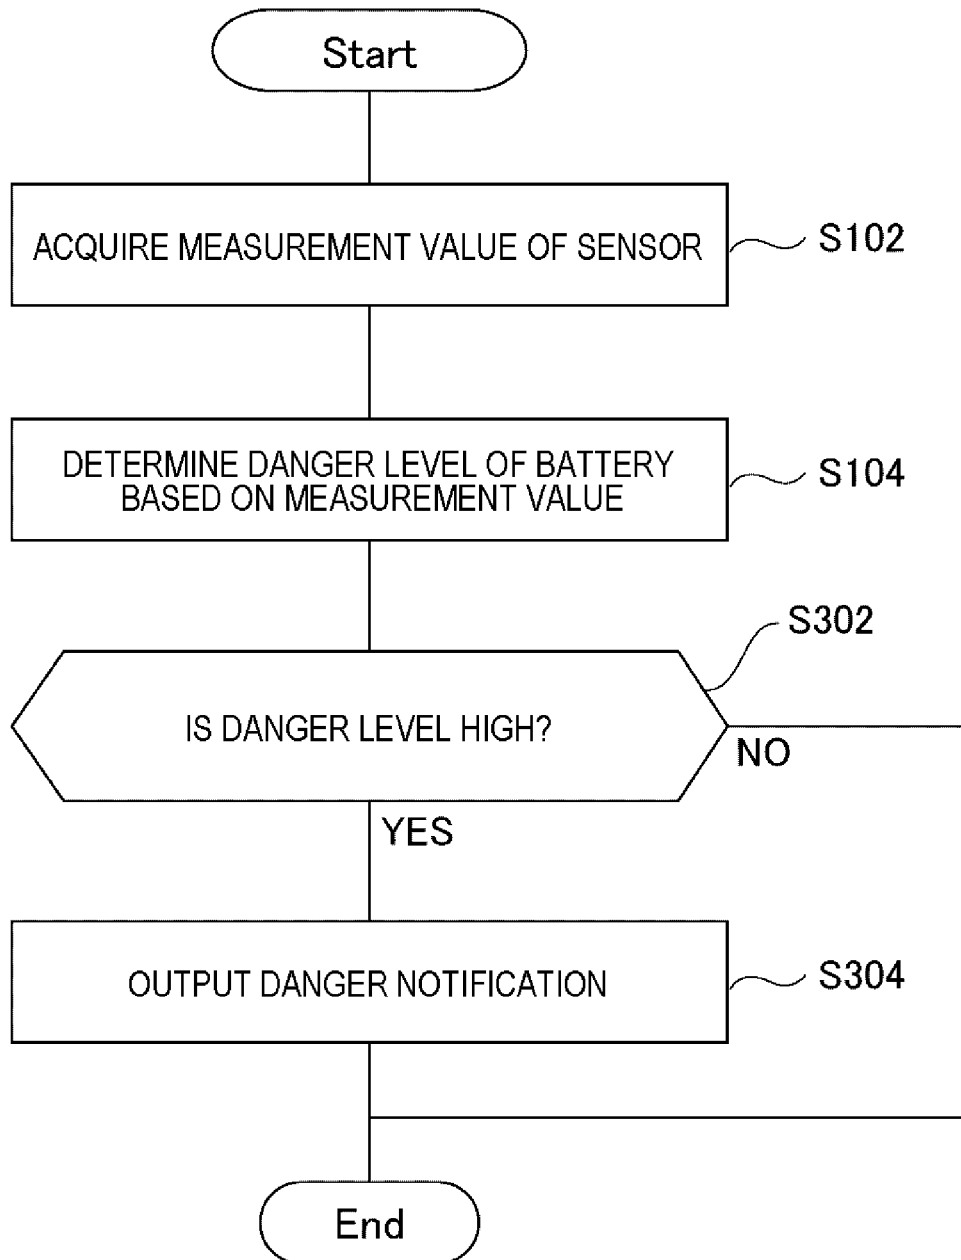 Start
ACQUIRE MEASUREMENT VALUE OF SENSOR
S102
DETERMINE DANGER LEVEL OF BATTERY
BASED ON MEASUREMENT VALUE
S104
S302
IS DANGER LEVEL HIGH?
NO
YES
OUTPUT DANGER NOTIFICATION
S304
End